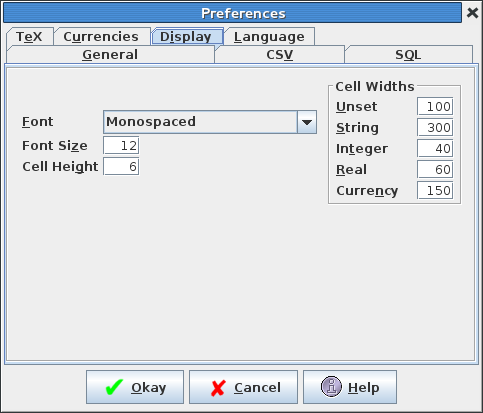 Preferences
TeX Currencies Display Language
General CSV SQL
Cell Widths
Unset 100
Font Monospaced
String 300
Font Size 12
Integer 40
Cell Height 6
Real 60
Currency 150
Okay Cancel Help